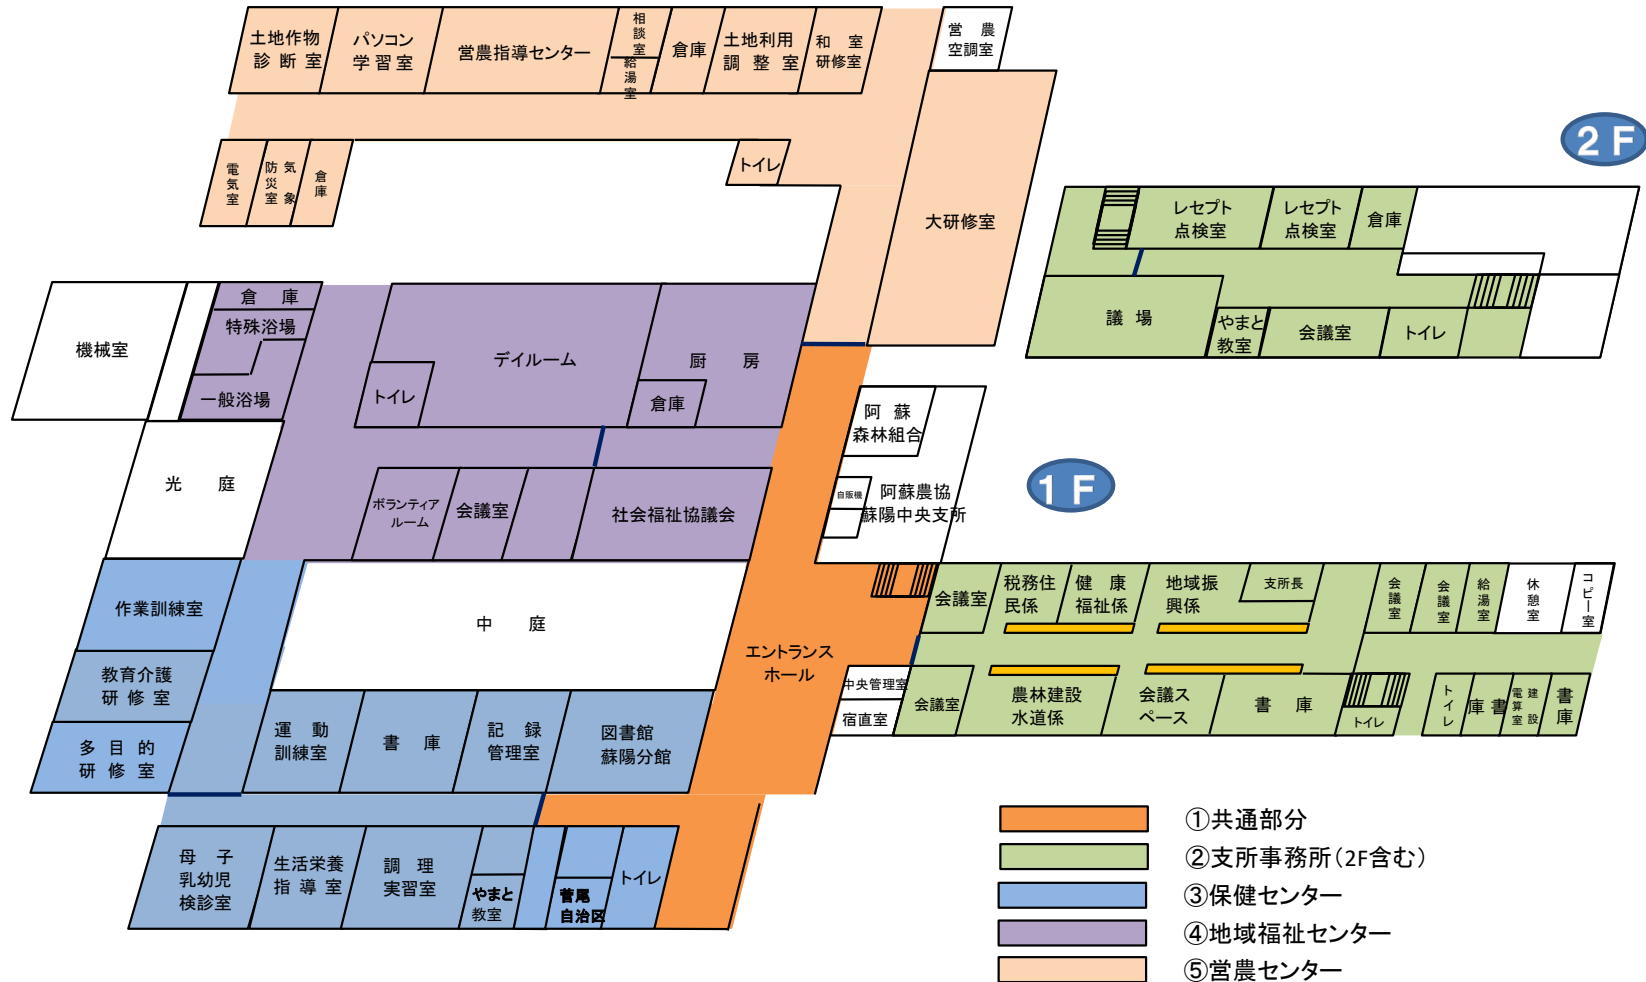 土地作物
診断室
パソコン
学習室
営農指導センター
相談室
給湯室
倉庫
土地利用
調整室
和室
研修室
営農
空調室
電気室
気象
防災室
倉庫
トイレ
大研修室
2F
レセプト
点検室
レセプト
点検室
倉庫
議場
やまと
教室
会議室
トイレ
機械室
倉庫
特殊浴場
一般浴場
デイルーム
トイレ
厨房
倉庫
光庭
ボランティア
ルーム
会議室
社会福祉協議会
阿蘇
森林組合
自販機
阿蘇農協
蘇陽中央支所
1F
作業訓練室
教育介護
研修室
多目的
研修室
中庭
エントランス
ホール
会議室
税務住
民係
健康
福祉係
地域振
興係
支所長
会議室
会議室
給湯室
休憩室
コピー室
中央管理室
宿直室
会議室
農林建設
水道係
会議ス
ペース
書庫
トイレ
トイレ
書庫
建設
電算室
書庫
運動
訓練室
書庫
記録
管理室
図書館
蘇陽分館
母子
乳幼児
検診室
生活栄養
指導室
調理
実習室
やまと
教室
菅尾
自治区
トイレ
①共通部分
②支所事務所(2F含む)
③保健センター
④地域福祉センター
⑤営農センター